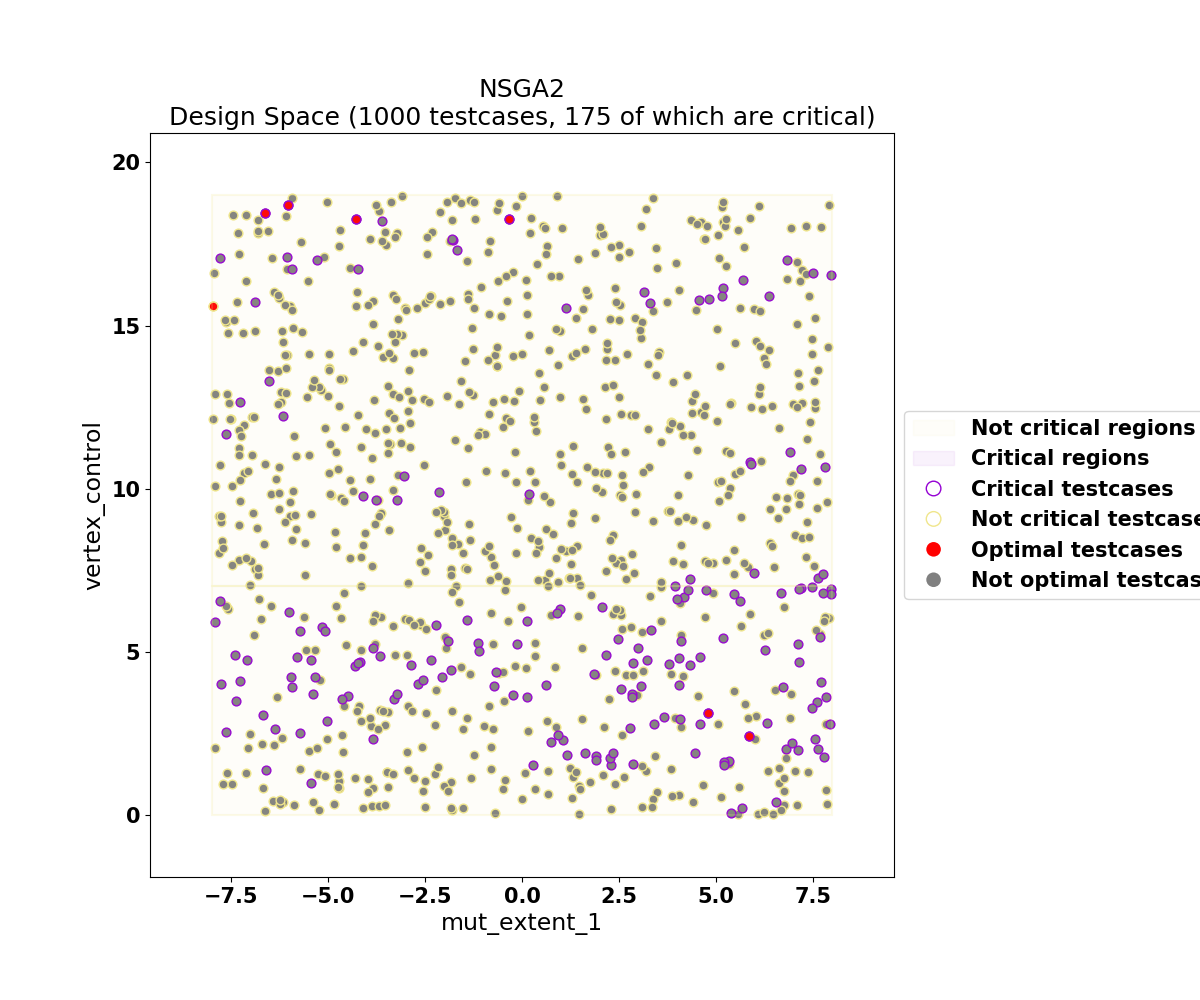 NSGA2
Design Space (1000 testcases, 175 of which are critical)
20
15
10
5
0
vertex_control
−7.5 −5.0 −2.5 0.0 2.5 5.0 7.5
mut_extent_1
Not critical regions
Critical regions
Critical testcases
Not critical testcase
Optimal testcases
Not optimal testcas